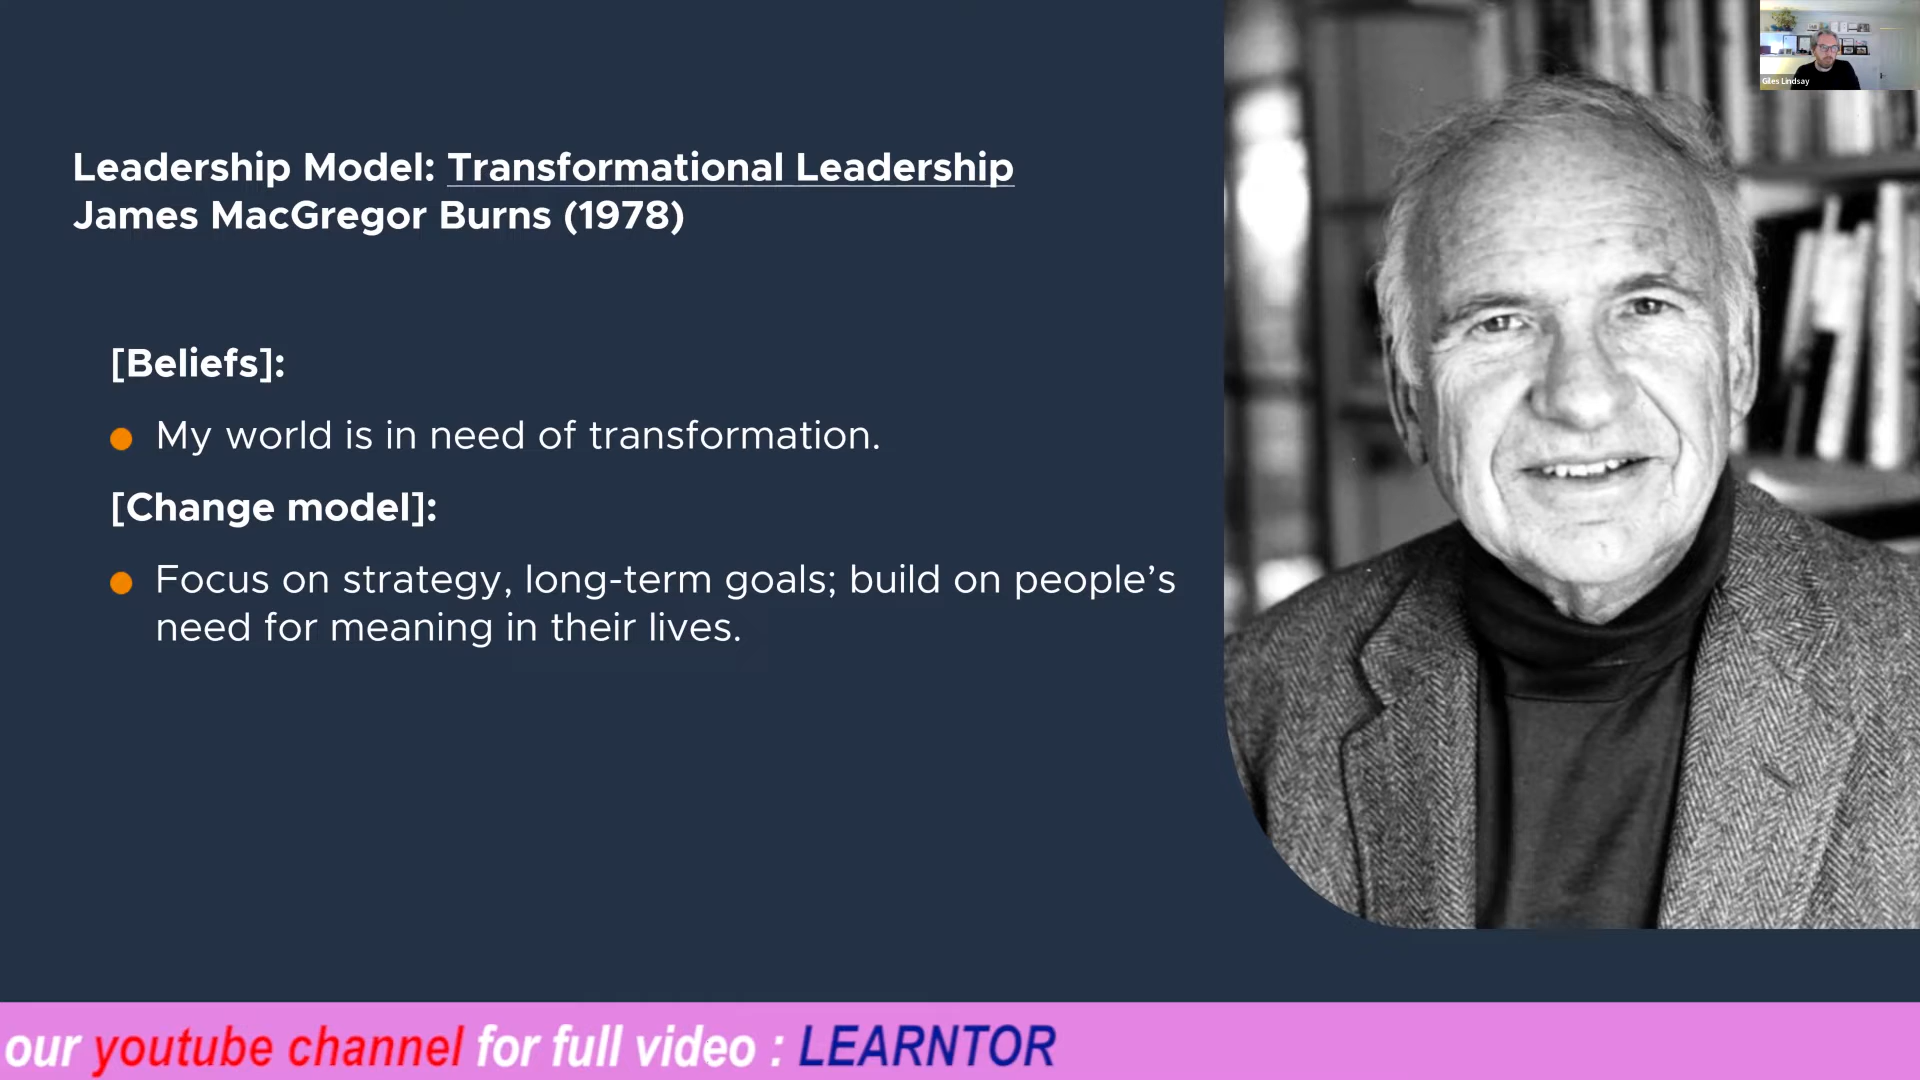 Giles Lindsay
Leadership Model: Transformational Leadership
James MacGregor Burns (1978)
[Beliefs]:
My world is in need of transformation.
[Change model]:
Focus on strategy, long-term goals; build on people’s
need for meaning in their lives.
our youtube channel for full video : LEARNTOR